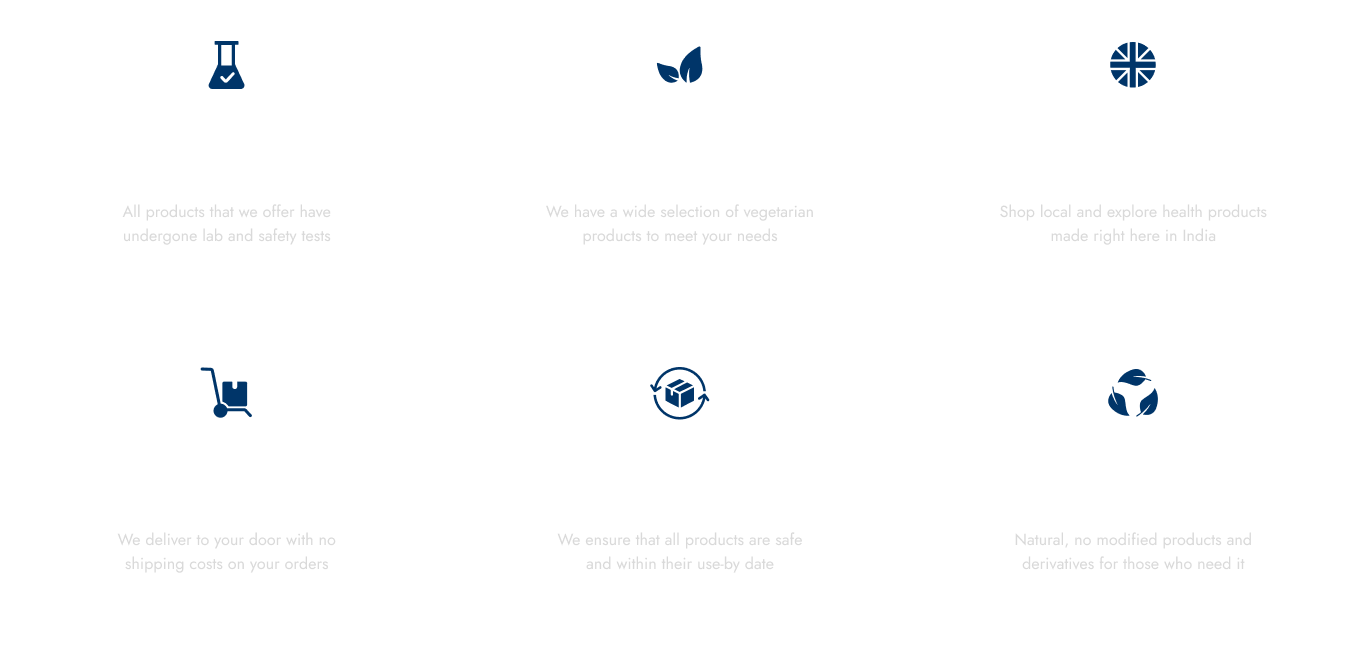 All products that we offer have
undergone lab and safety tests
We have a wide selection of vegetarian
products to meet your needs
Shop local and explore health products
made right here in India
We deliver to your door with no
shipping costs on your orders
We ensure that all products are safe
and within their use-by date
Natural, no modified products and
derivatives for those who need it